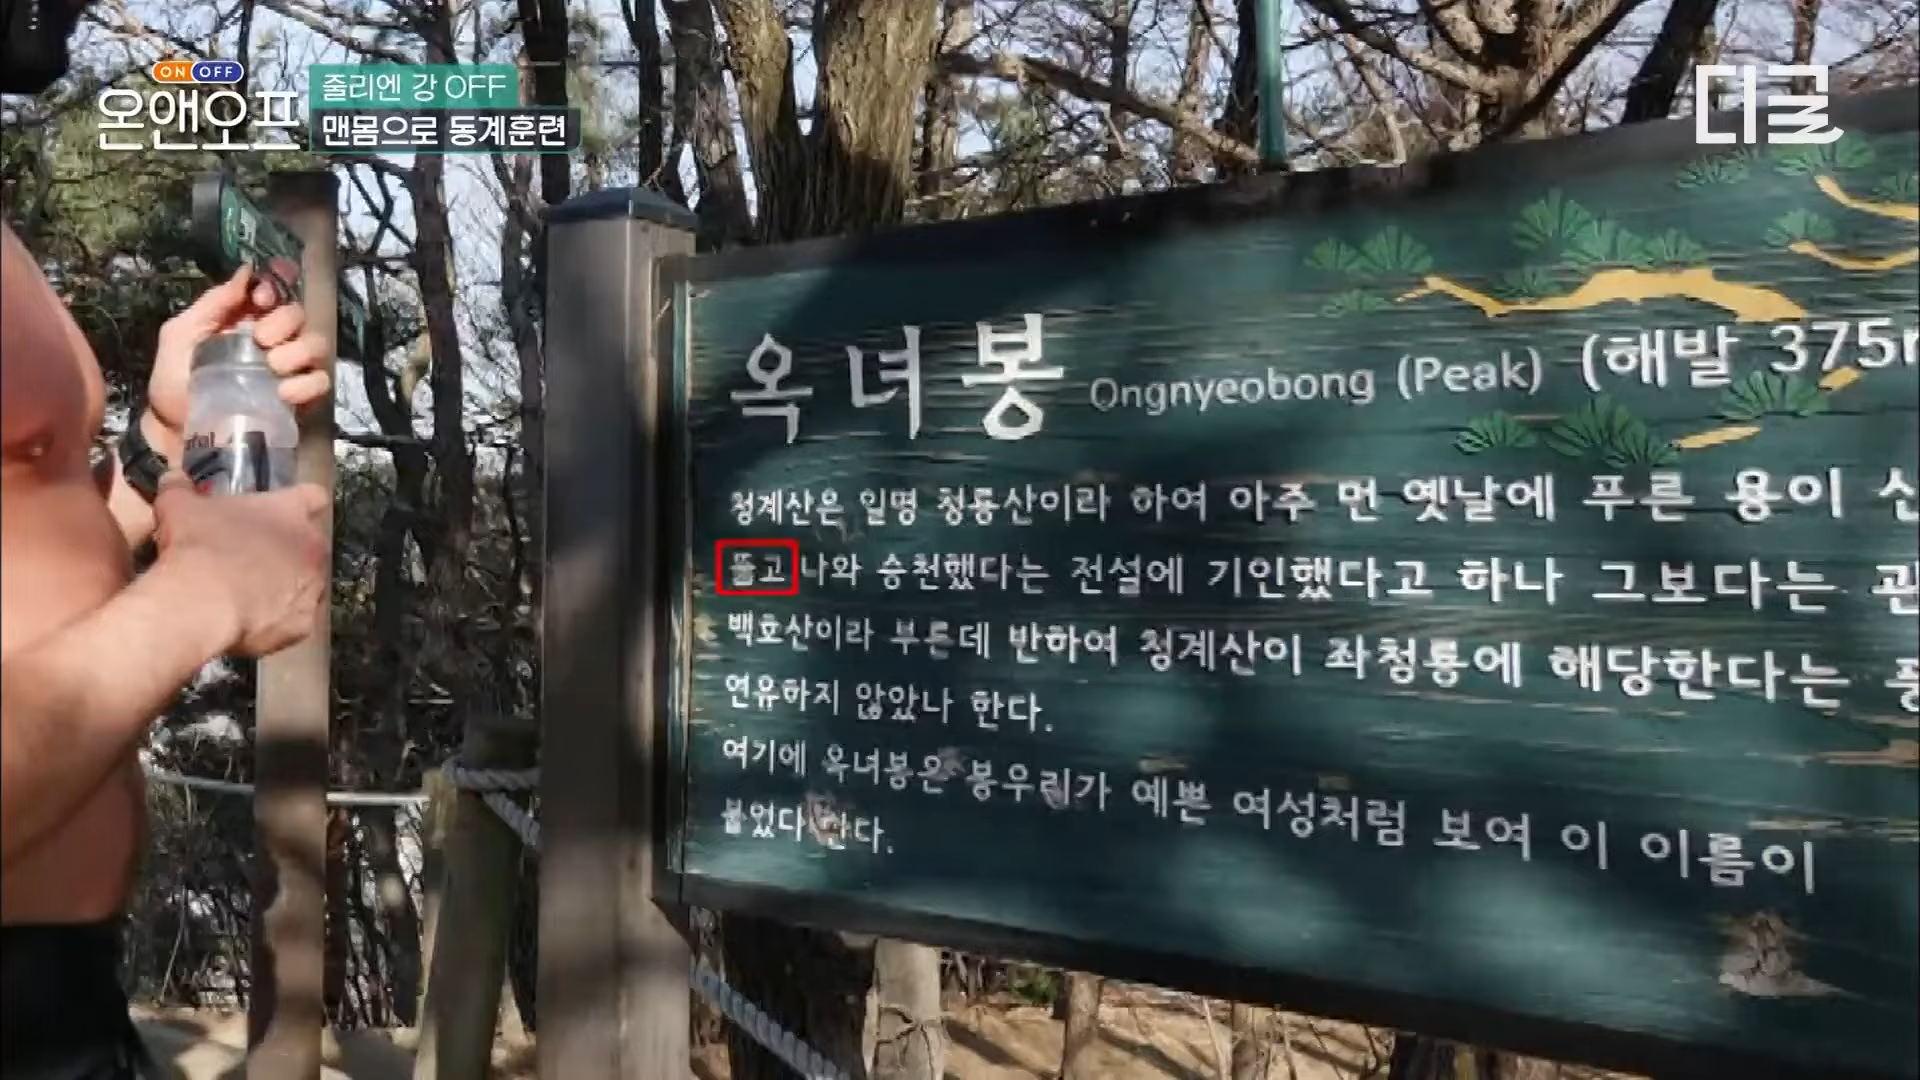 ON OFF
온앤오프
줄리엔 강 OFF
맨몸으로 동계훈련
디글
옥녀봉 Ongnyeobong (Peak) (해발 375m
청계산은 일명 청룡산이라 하여 아주 먼 옛날에 푸른 용이
뚫고 나와 승천했다는 전설에 기인했다고 하나 그보다는
백호산이라 부른데 반하여 청계산이 좌청룡에 해당한다는
연유하지 않았나 한다.
여기에 옥녀봉은 봉우리가 예쁜 여성처럼 보여 이 이름이
붙었다 한다.